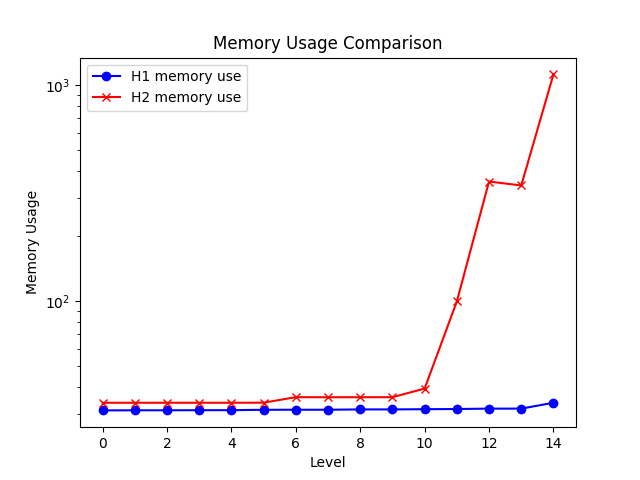 Memory Usage Comparison
H1 memory use
H2 memory use
Memory Usage
10³
10²
0 2 4 6 8 10 12 14
Level